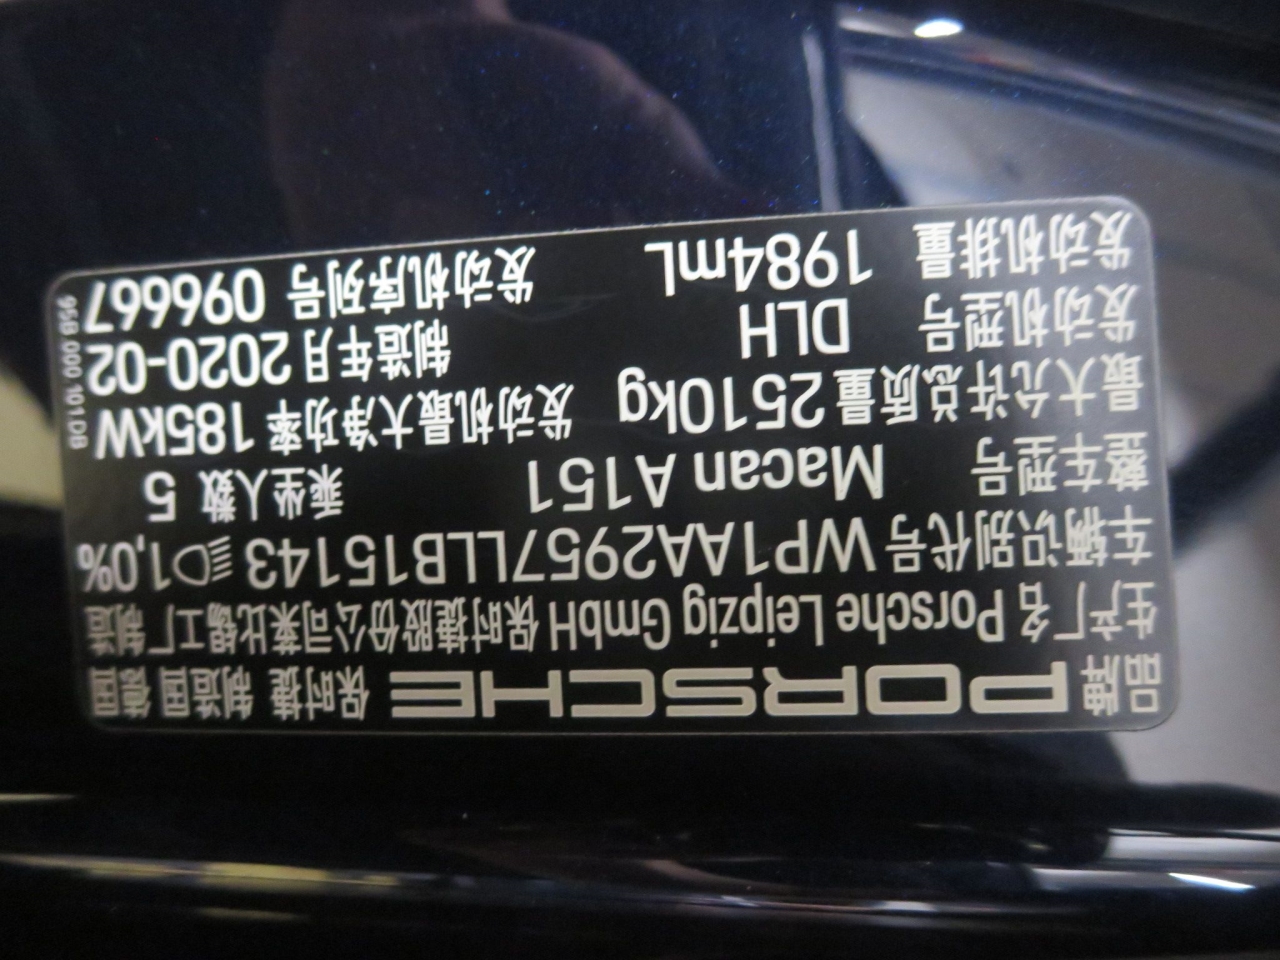 品牌 PORSCHE 保时捷 制造国 德国
生产厂名 Porsche Leipzig GmbH 保时捷股份公司莱比锡工厂制造
车辆识别代号 WP1AA2957LLB15143 1,0%
整车型号 Macan A151 乘坐人数 5
最大允许总质量 2510kg 发动机最大净功率 185kW
发动机型号 DLH 制造年月 2020-02
发动机排量 1984mL 发动机序列号 096667
95B.000.101.DB